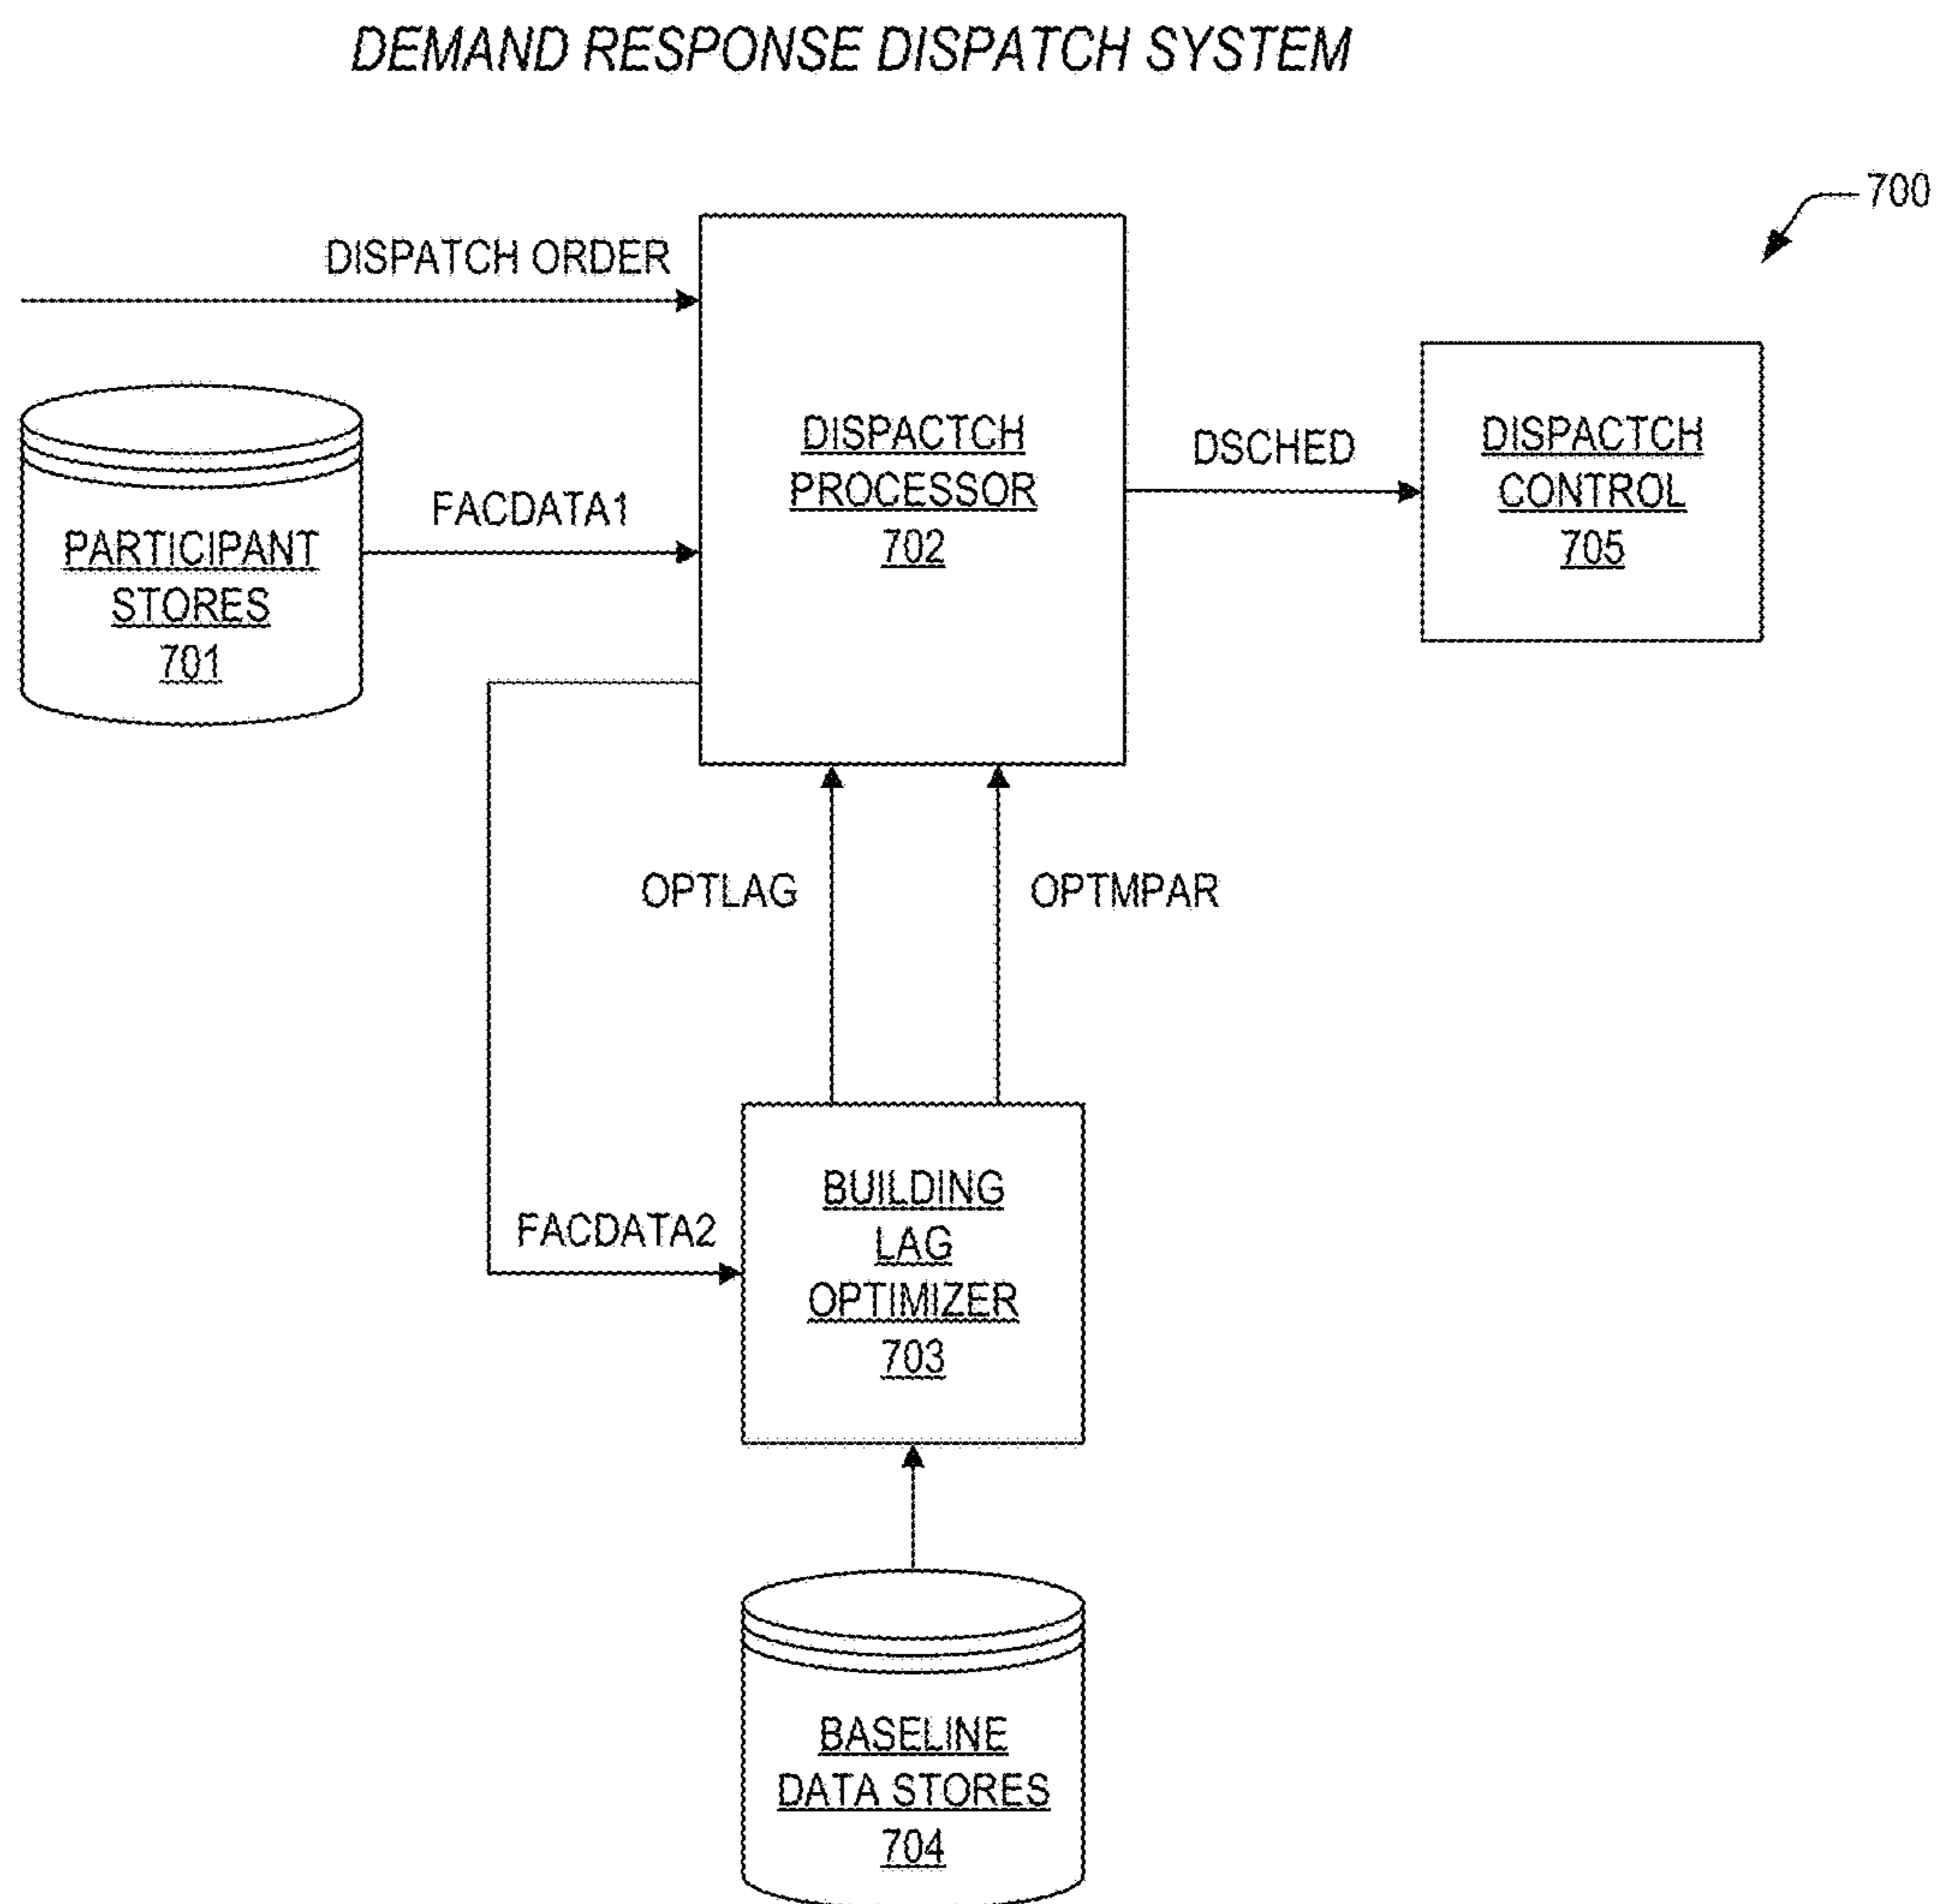 DEMAND RESPONSE DISPATCH SYSTEM
700
DISPATCH ORDER
PARTICIPANT
STORES
701
FACDATA1
DISPACTCH
PROCESSOR
702
DSCHED
DISPACTCH
CONTROL
705
OPTLAG
OPTMPAR
FACDATA2
BUILDING
LAG
OPTIMIZER
703
BASELINE
DATA STORES
704